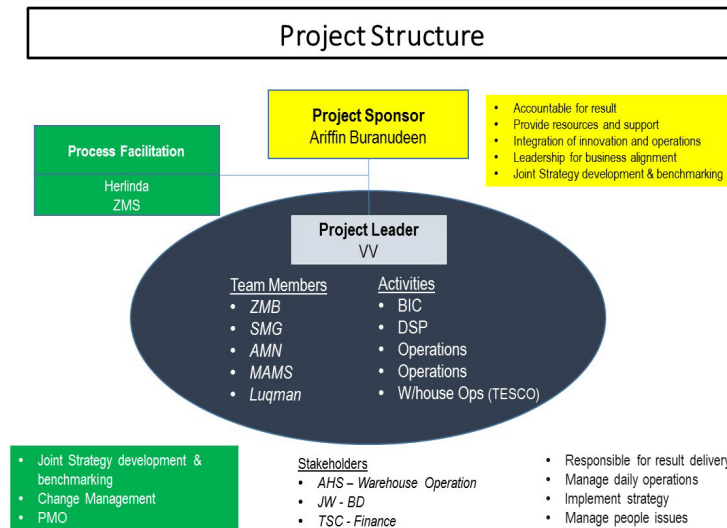 Project Structure
Project Sponsor
Ariffin Buranudeen
• Accountable for result
• Provide resources and support
• Integration of innovation and operations
• Leadership for business alignment
• Joint Strategy development & benchmarking
Process Facilitation
Herlinda
ZMS
Project Leader
VV
Team Members
• ZMB
• SMG
• AMN
• MAMS
• Luqman
Activities
• BIC
• DSP
• Operations
• Operations
• W/house Ops (TESCO)
• Joint Strategy development &
benchmarking
• Change Management
• PMO
Stakeholders
• AHS – Warehouse Operation
• JW - BD
• TSC - Finance
• Responsible for result delivery
• Manage daily operations
• Implement strategy
• Manage people issues